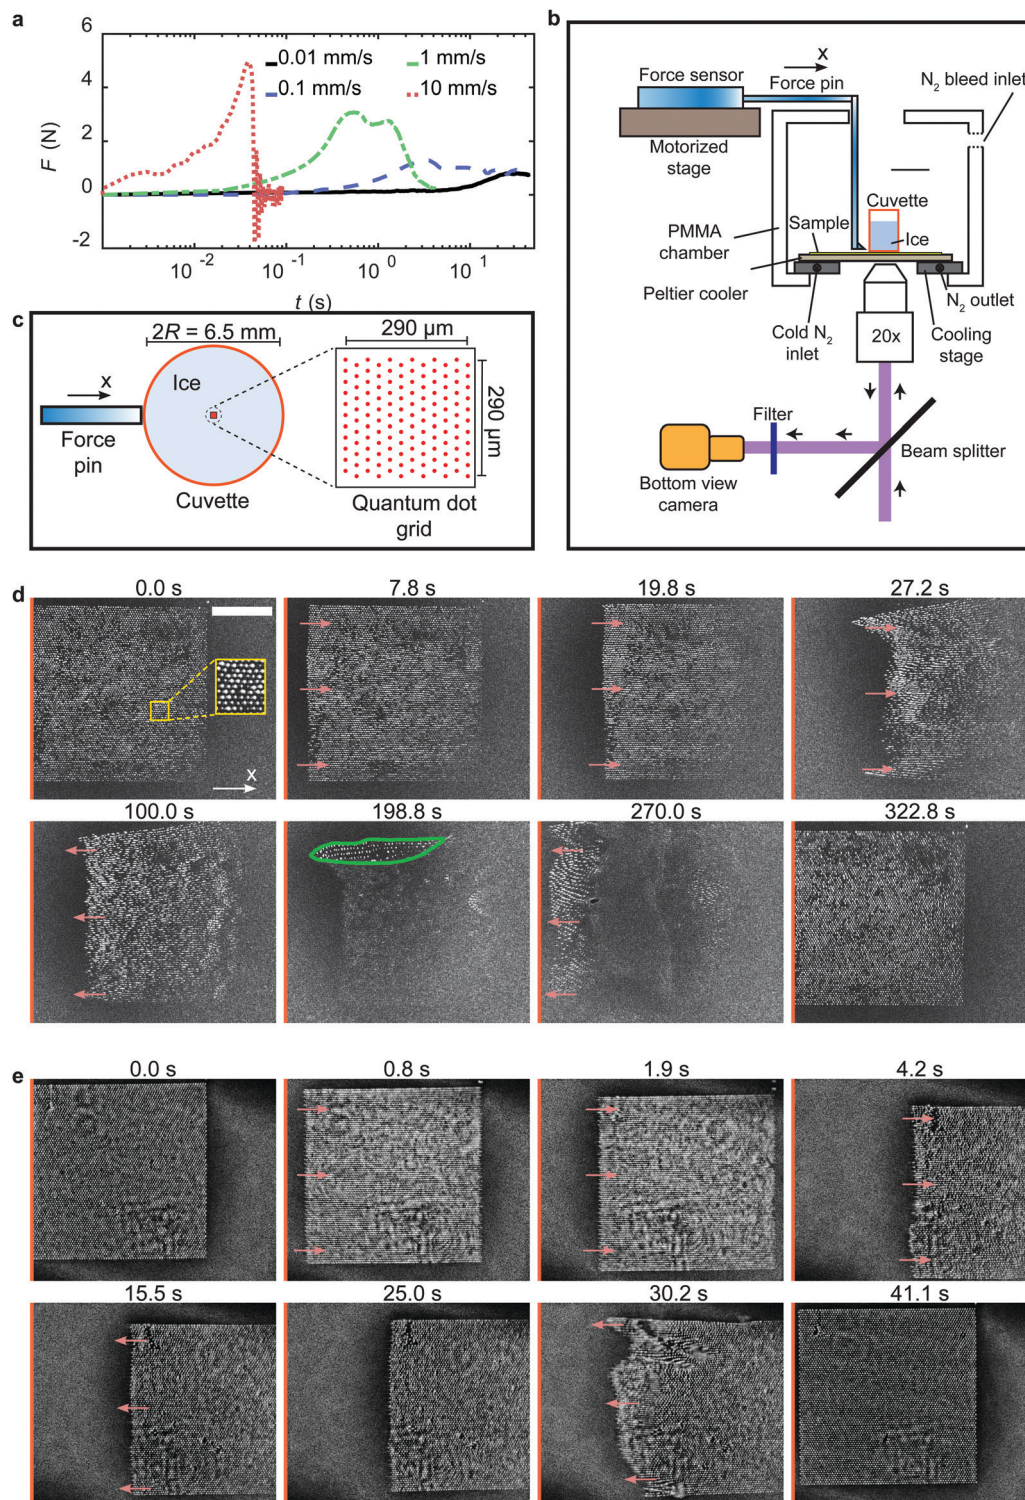 a
6
4
2
0
-2
F (N)
0.01 mm/s
0.1 mm/s
1 mm/s
10 mm/s
10⁻²
10⁻¹
10⁰
10¹
t (s)
b
x
Force sensor
Force pin
N₂ bleed inlet
Motorized
stage
Cuvette
Sample
Ice
PMMA
chamber
Peltier cooler
N₂ outlet
Cold N₂
inlet
20x
Cooling
stage
Filter
Beam splitter
Bottom view
camera
c
2R = 6.5 mm
290 µm
x
Ice
290 µm
Force
pin
Cuvette
Quantum dot
grid
d
0.0 s
7.8 s
19.8 s
27.2 s
x
100.0 s
198.8 s
270.0 s
322.8 s
e
0.0 s
0.8 s
1.9 s
4.2 s
15.5 s
25.0 s
30.2 s
41.1 s